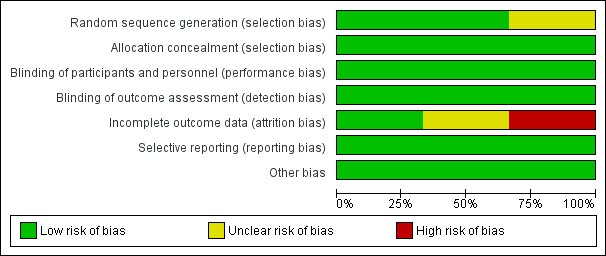 Random sequence generation (selection bias)
Allocation concealment (selection bias)
Blinding of participants and personnel (performance bias)
Blinding of outcome assessment (detection bias)
Incomplete outcome data (attrition bias)
Selective reporting (reporting bias)
Other bias
0% 25% 50% 75% 100%
Low risk of bias Unclear risk of bias High risk of bias